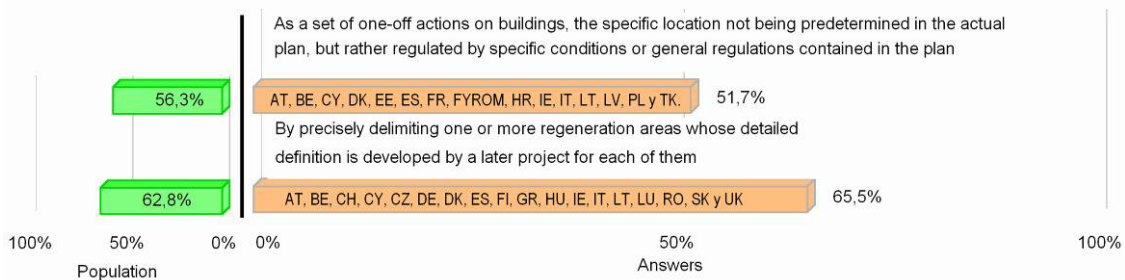 As a set of one-off actions on buildings, the specific location not being predetermined in the actual
plan, but rather regulated by specific conditions or general regulations contained in the plan
56,3%
AT, BE, CY, DK, EE, ES, FR, FYROM, HR, IE, IT, LT, LV, PL y TK.
51,7%
By precisely delimiting one or more regeneration areas whose detailed
definition is developed by a later project for each of them
62,8%
AT, BE, CH, CY, CZ, DE, DK, ES, FI, GR, HU, IE, IT, LT, LU, RO, SK y UK
65,5%
100% 50% 0% 0% 50% 100%
Population
Answers